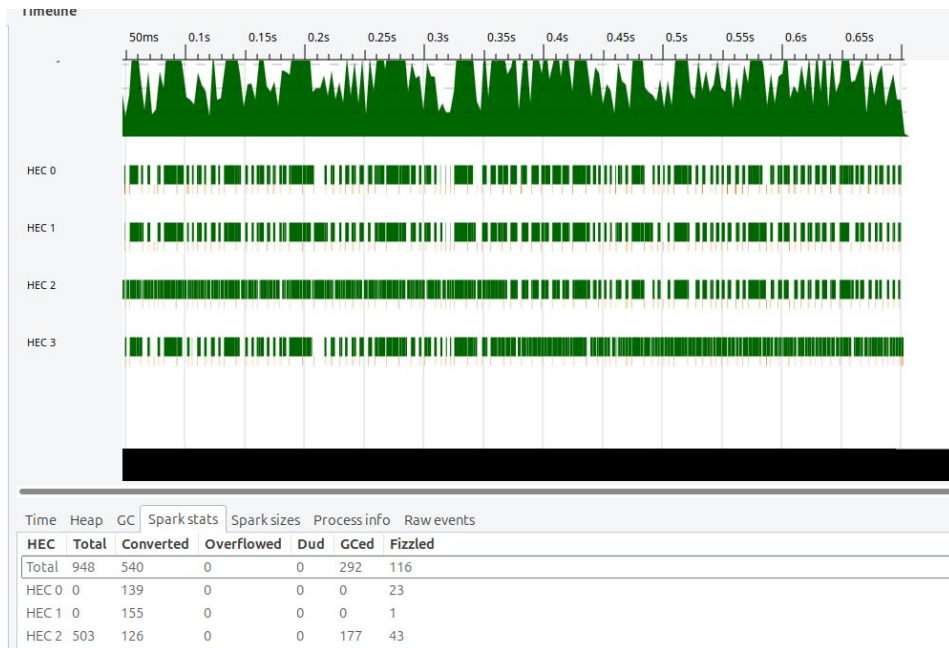 Timeline
50ms 0.1s 0.15s 0.2s 0.25s 0.3s 0.35s 0.4s 0.45s 0.5s 0.55s 0.6s 0.65s
HEC 0
HEC 1
HEC 2
HEC 3
Time Heap GC Spark stats Spark sizes Process info Raw events
HEC Total Converted Overflowed Dud GCed Fizzled
Total 948 540 0 0 292 116
HEC 0 0 139 0 0 0 23
HEC 1 0 155 0 0 0 1
HEC 2 503 126 0 0 177 43